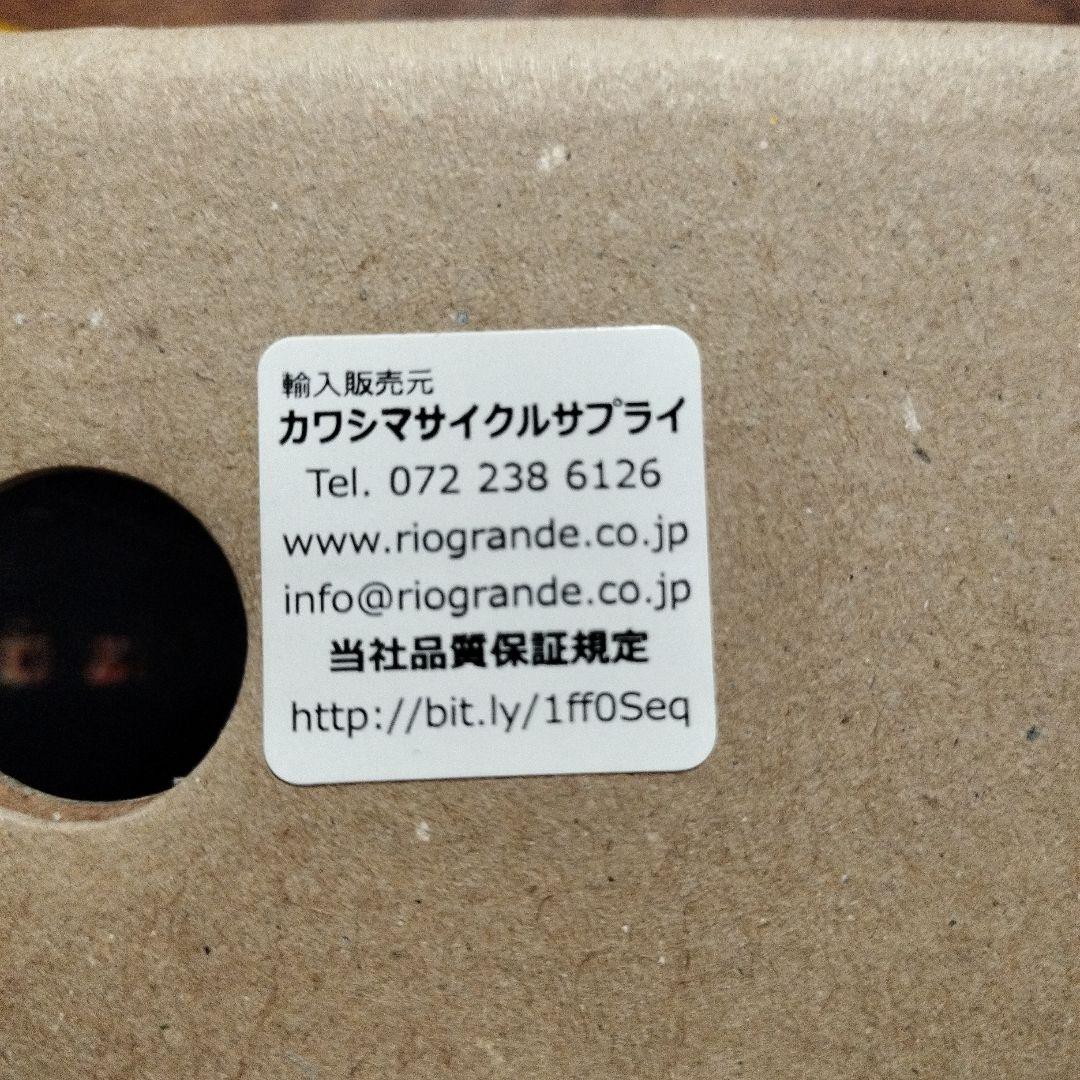 輸入販売元
カワシマサイクルサプライ
Tel. 072 238 6126
www.riogrande.co.jp
info@riogrande.co.jp
当社品質保証規定
http://bit.ly/1ff0Seq